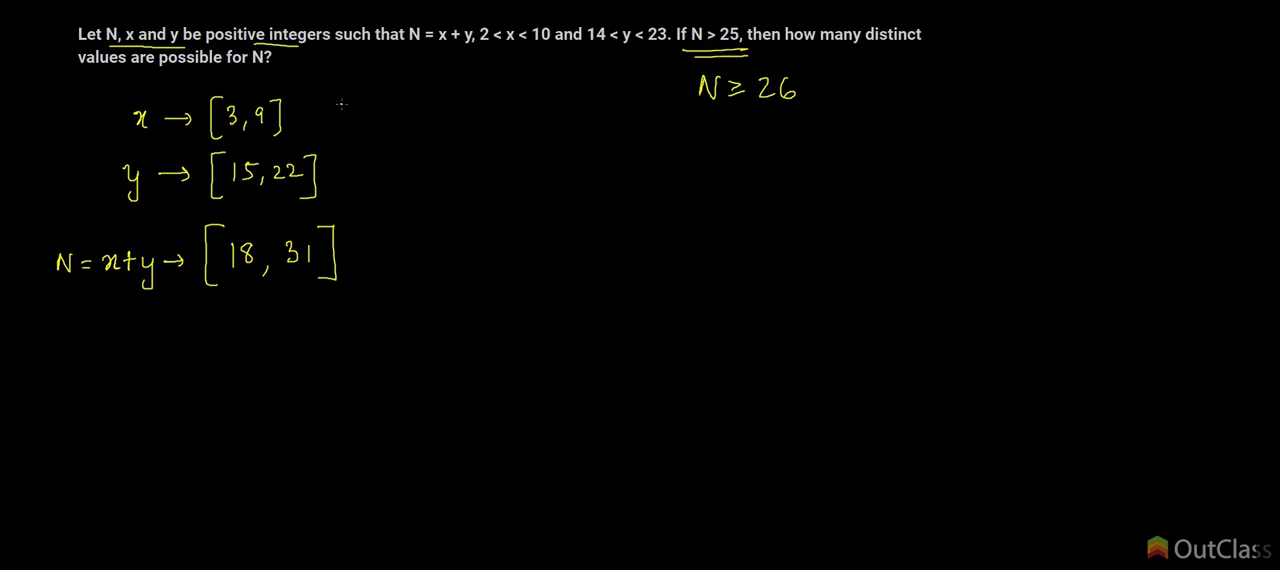 Let N, x and y be positive integers such that N = x + y, 2 < x < 10 and 14 < y < 23. If N > 25, then how many distinct
values are possible for N?
N ≥ 26
x → [3, 9]
y → [15, 22]
N = x + y → [18, 31]
OutClass